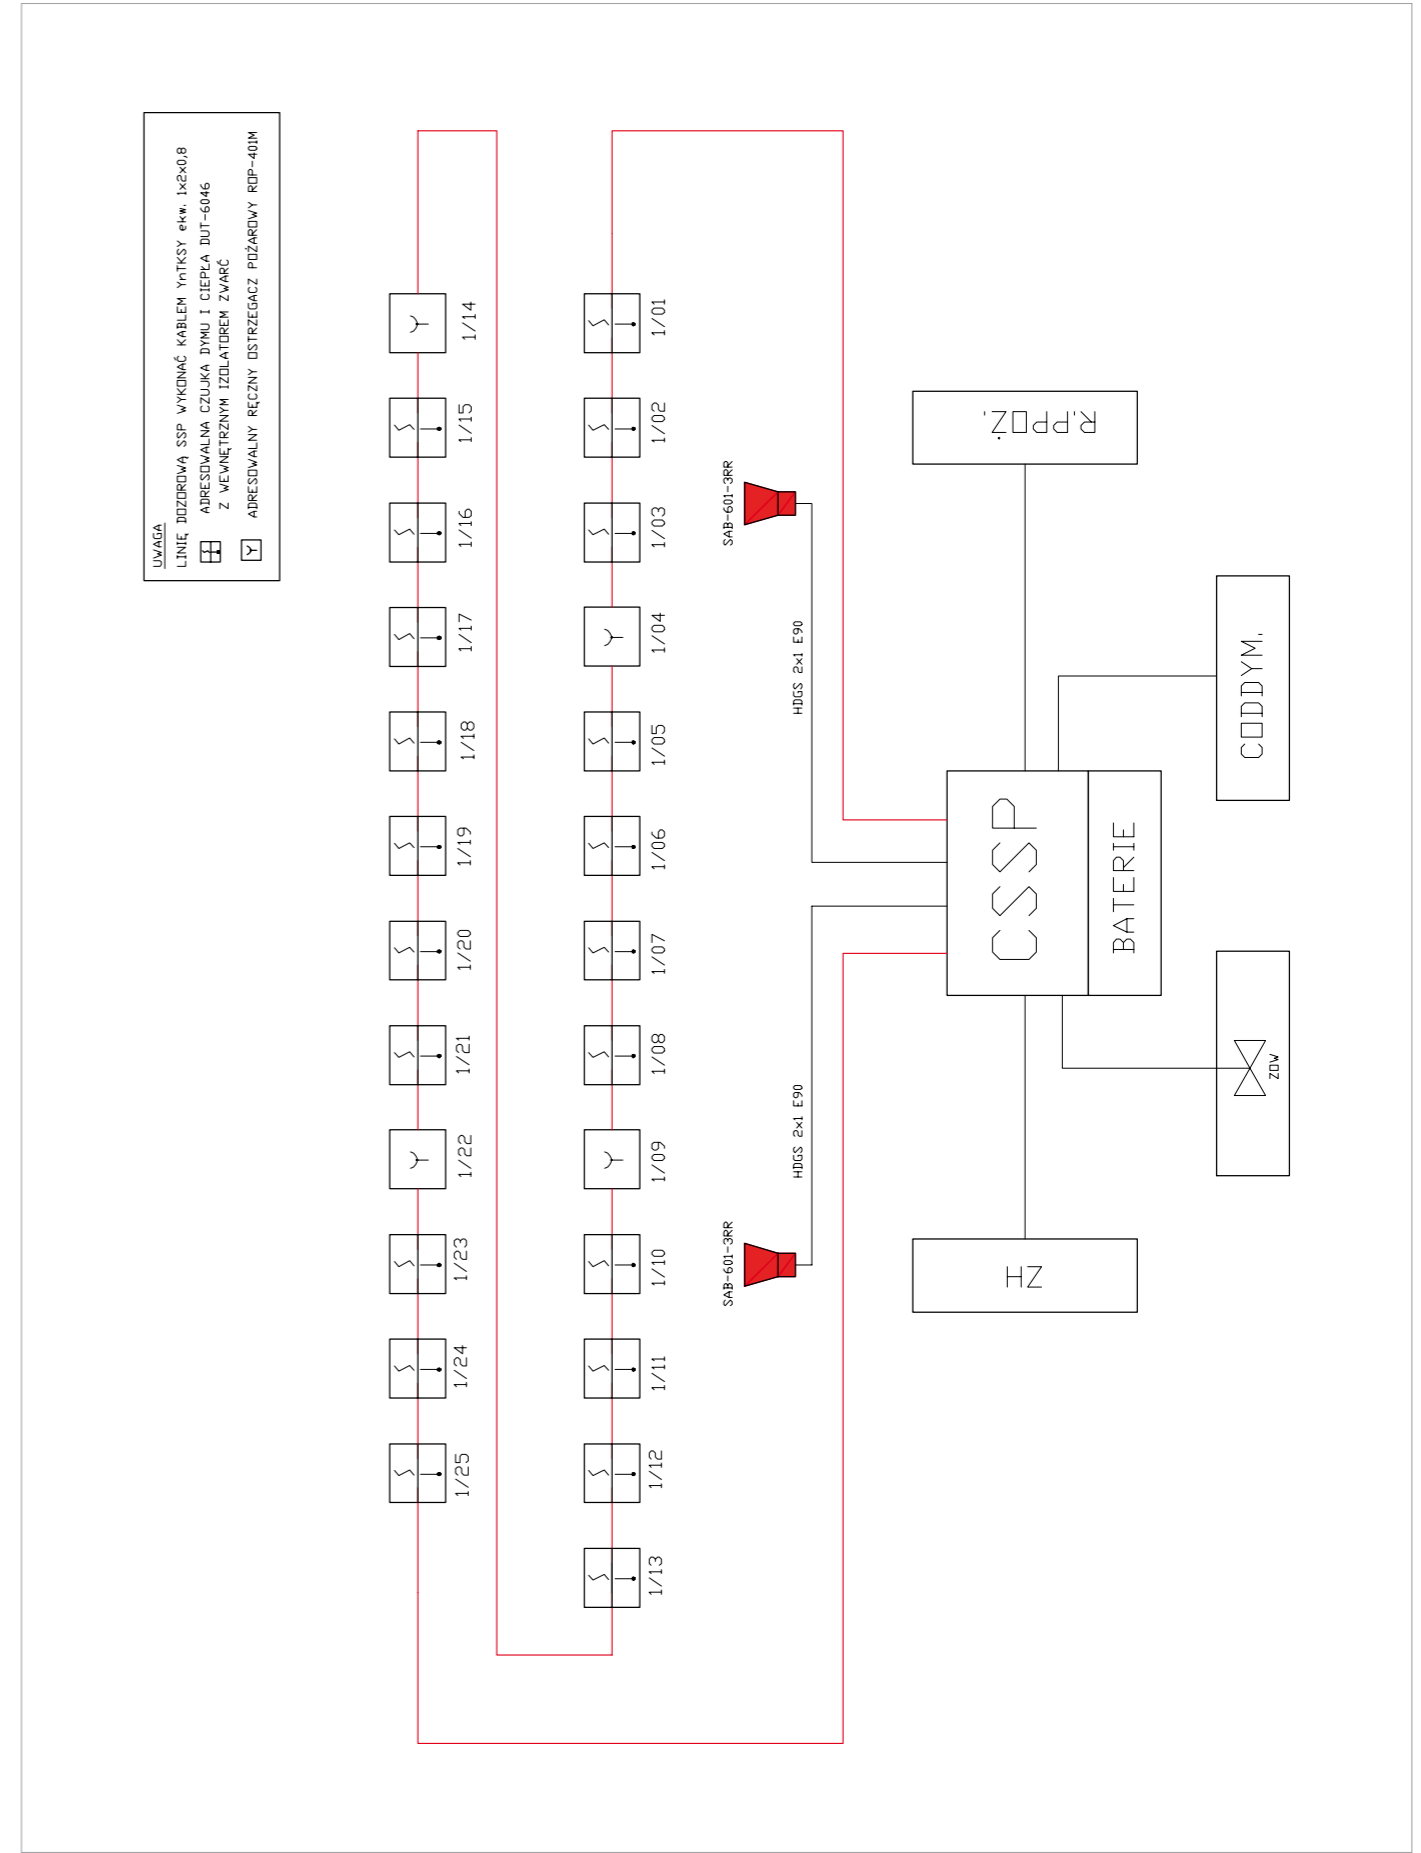 UWAGA
LINIĘ DOZOROWĄ SSP WYKONAĆ KABLEM YnTKSY ekw. 1x2x0,8
ADRESOWALNA CZUJKA DYMU I CIEPŁA DUT-6046
Z WEWNĘTRZNYM IZOLATOREM ZWARĆ
ADRESOWALNY RĘCZNY OSTRZEGACZ POŻAROWY ROP-401M
1/25
1/24
1/23
1/22
1/21
1/20
1/19
1/18
1/17
1/16
1/15
1/14
1/13
1/12
1/11
1/10
1/09
1/08
1/07
1/06
1/05
1/04
1/03
1/02
1/01
SAB-601-3RR
SAB-601-3RR
HDGS 2x1 E90
HDGS 2x1 E90
ZH
CSSP
R.PPOŻ.
BATERIE
ZOW
CODDYM.